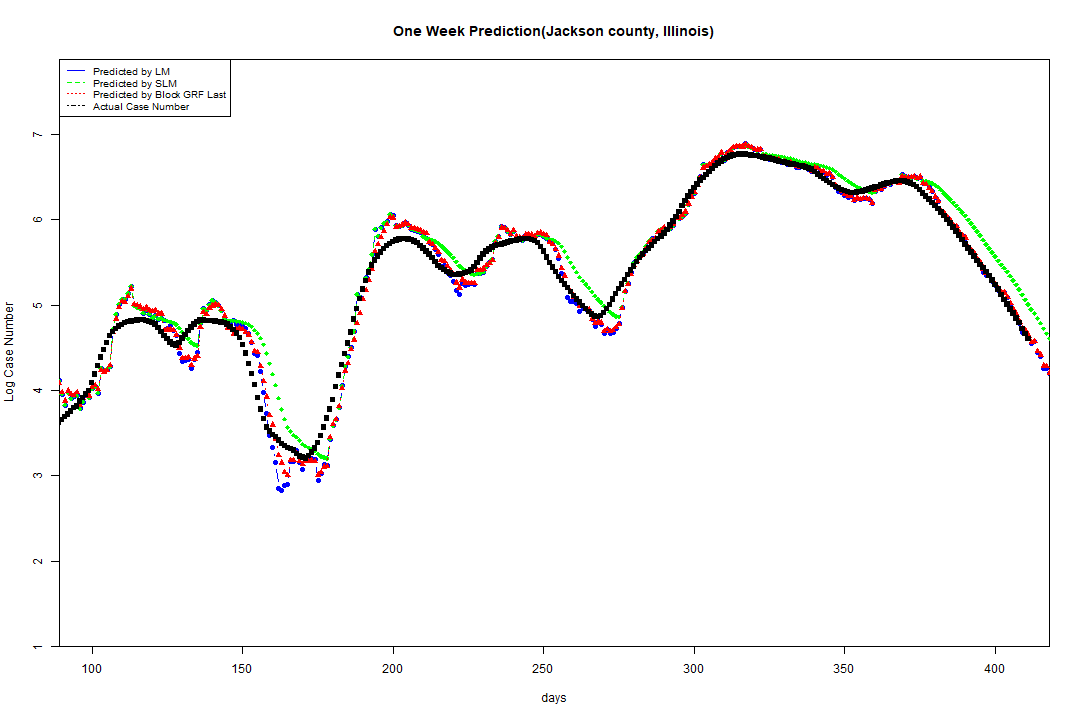 One Week Prediction(Jackson county, Illinois)
Predicted by LM
Predicted by SLM
Predicted by Block GRF Last
Actual Case Number
7
6
5
4
3
2
1
Log Case Number
100 150 200 250 300 350 400
days